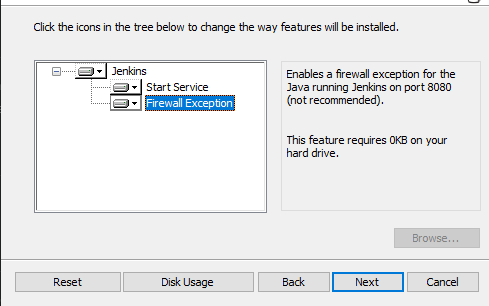 Click the icons in the tree below to change the way features will be installed.
Jenkins
Start Service
Firewall Exception
Enables a firewall exception for the
Java running Jenkins on port 8080
(not recommended).
This feature requires 0KB on your
hard drive.
Browse...
Reset
Disk Usage
Back
Next
Cancel